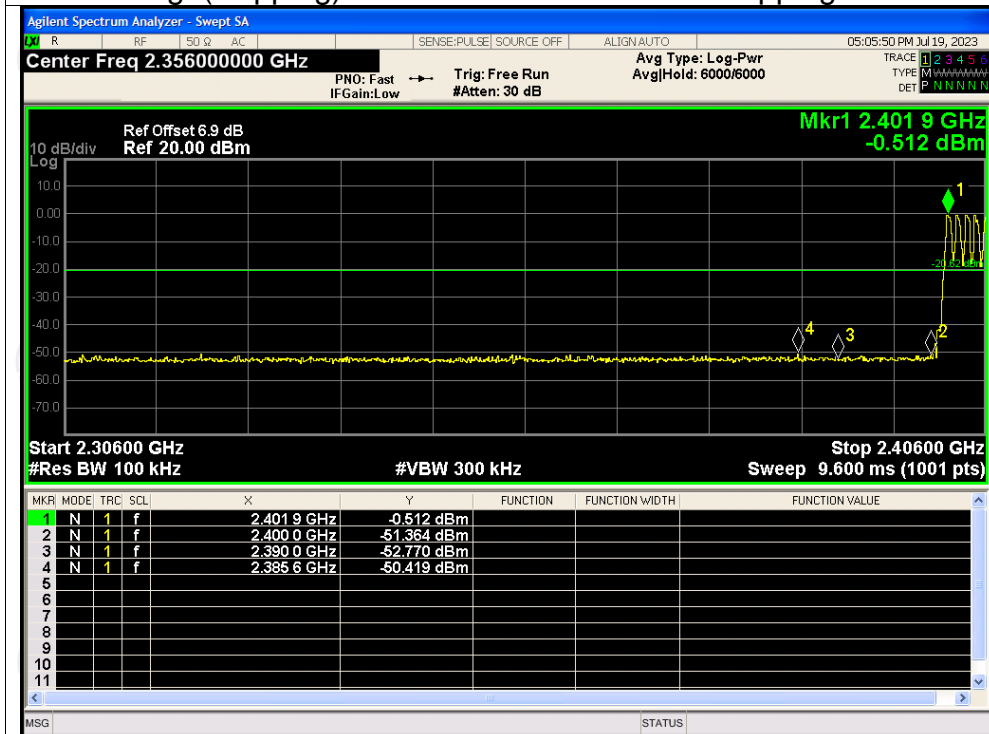 Agilent Spectrum Analyzer - Swept SA
LXI R RF 50 Ω AC SENSE:PULSE SOURCE OFF ALIGNAUTO 05:05:50 PM Jul 19, 2023
Center Freq 2.356000000 GHz
PNO: Fast
IFGain:Low
Trig: Free Run
#Atten: 30 dB
Avg Type: Log-Pwr
Avg|Hold: 6000/6000
TRACE 1 2 3 4 5 6
TYPE M
DET P N N N N N
Ref Offset 6.9 dB
10 dB/div Ref 20.00 dBm
Log
Mkr1 2.401 9 GHz
-0.512 dBm
10.0
0.00
-10.0
-20.0
-30.0
-40.0
-50.0
-60.0
-70.0
1
-20.62 dBm
4
3
2
Start 2.30600 GHz Stop 2.40600 GHz
#Res BW 100 kHz #VBW 300 kHz Sweep 9.600 ms (1001 pts)
MKR MODE TRC SCL X Y FUNCTION FUNCTION WIDTH FUNCTION VALUE
1 N 1 f 2.401 9 GHz -0.512 dBm
2 N 1 f 2.400 0 GHz -51.364 dBm
3 N 1 f 2.390 0 GHz -52.770 dBm
4 N 1 f 2.385 6 GHz -50.419 dBm
5
6
7
8
9
10
11
MSG STATUS